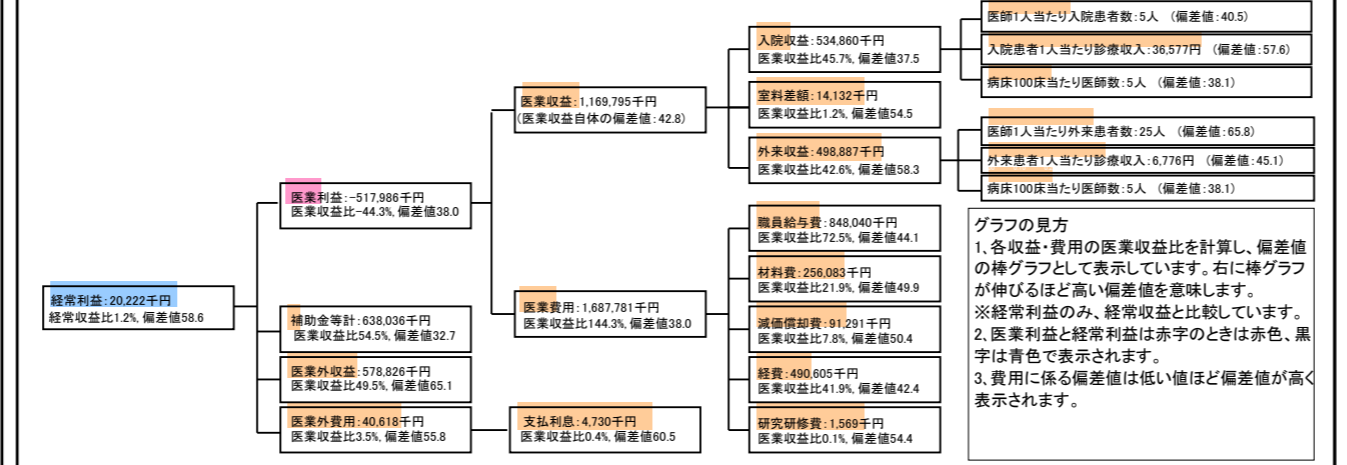 経常利益:20,222千円
経常収益比1.2%, 偏差値58.6
医業利益:-517,986千円
医業収益比-44.3%, 偏差値38.0
補助金等計:638,036千円
医業収益比54.5%, 偏差値32.7
医業外収益:578,826千円
医業収益比49.5%, 偏差値65.1
医業外費用:40,618千円
医業収益比3.5%, 偏差値55.8
支払利息:4,730千円
医業収益比0.4%, 偏差値60.5
医業収益:1,169,795千円
(医業収益自体の偏差値:42.8)
医業費用:1,687,781千円
医業収益比144.3%, 偏差値38.0
入院収益:534,860千円
医業収益比45.7%, 偏差値37.5
室料差額:14,132千円
医業収益比1.2%, 偏差値54.5
外来収益:498,887千円
医業収益比42.6%, 偏差値58.3
職員給与費:848,040千円
医業収益比72.5%, 偏差値44.1
材料費:256,083千円
医業収益比21.9%, 偏差値49.9
減価償却費:91,291千円
医業収益比7.8%, 偏差値50.4
経費:490,605千円
医業収益比41.9%, 偏差値42.4
研究研修費:1,569千円
医業収益比0.1%, 偏差値54.4
医師1人当たり入院患者数:5人 (偏差値:40.5)
入院患者1人当たり診療収入:36,577円 (偏差値:57.6)
病床100床当たり医師数:5人 (偏差値:38.1)
医師1人当たり外来患者数:25人 (偏差値:65.8)
外来患者1人当たり診療収入:6,776円 (偏差値:45.1)
病床100床当たり医師数:5人 (偏差値:38.1)
グラフの見方
1、各収益・費用の医業収益比を計算し、偏差値
の棒グラフとして表示しています。右に棒グラフ
が伸びるほど高い偏差値を意味します。
※経常利益のみ、経常収益と比較しています。
2、医業利益と経常利益は赤字のときは赤色、黒
字は青色で表示されます。
3、費用に係る偏差値は低い値ほど偏差値が高く
表示されます。